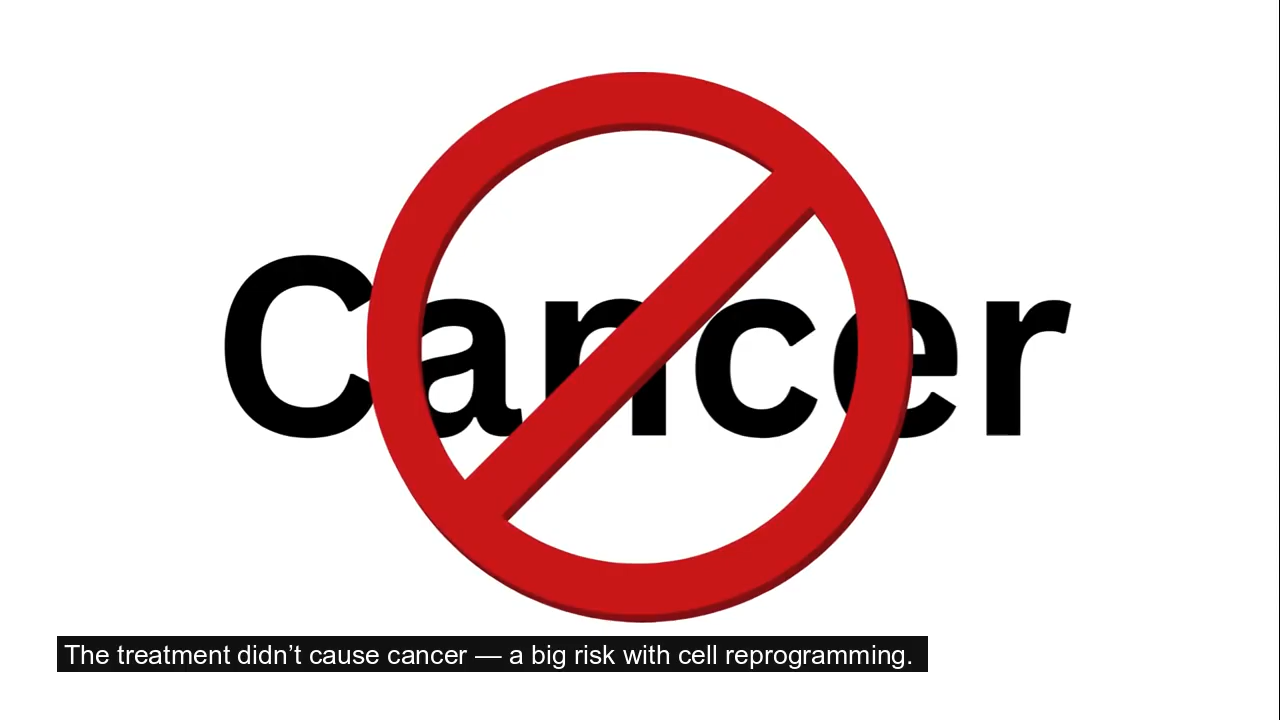 Cancer
The treatment didn’t cause cancer — a big risk with cell reprogramming.